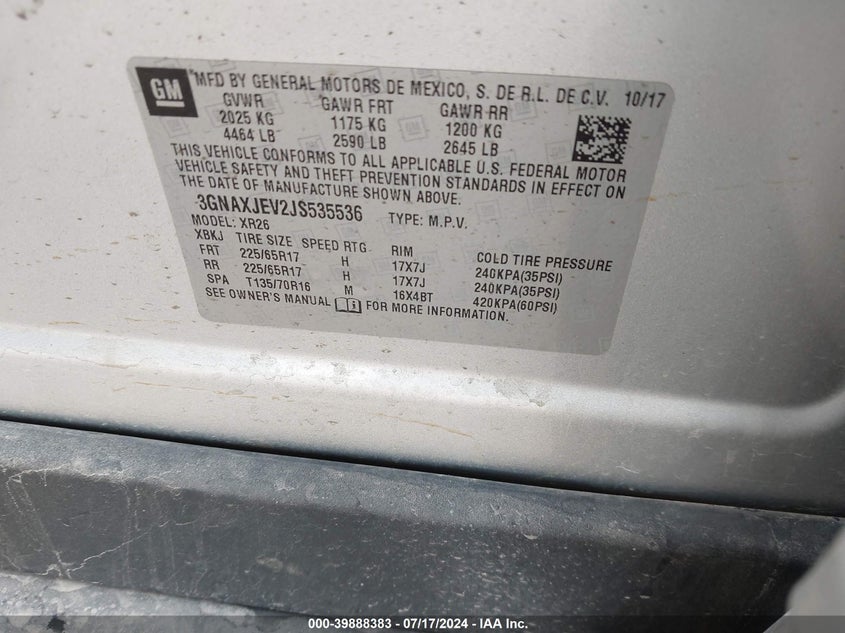 GM
*MFD BY GENERAL MOTORS DE MEXICO, S. DE R.L. DE C.V. 10/17
GVWR GAWR FRT GAWR RR
2025 KG 1175 KG 1200 KG
4464 LB 2590 LB 2645 LB
THIS VEHICLE CONFORMS TO ALL APPLICABLE U.S. FEDERAL MOTOR
VEHICLE SAFETY AND THEFT PREVENTION STANDARDS IN EFFECT ON
THE DATE OF MANUFACTURE SHOWN ABOVE.
3GNAXJEV2JS535536 TYPE: M.P.V.
MODEL: XR26
XBKJ TIRE SIZE SPEED RTG RIM COLD TIRE PRESSURE
FRT 225/65R17 H 17X7J 240KPA(35PSI)
RR 225/65R17 H 17X7J 240KPA(35PSI)
SPA T135/70R16 M 16X4BT 420KPA(60PSI)
SEE OWNER'S MANUAL FOR MORE INFORMATION.
000-39888383 - 07/17/2024 - IAA Inc.